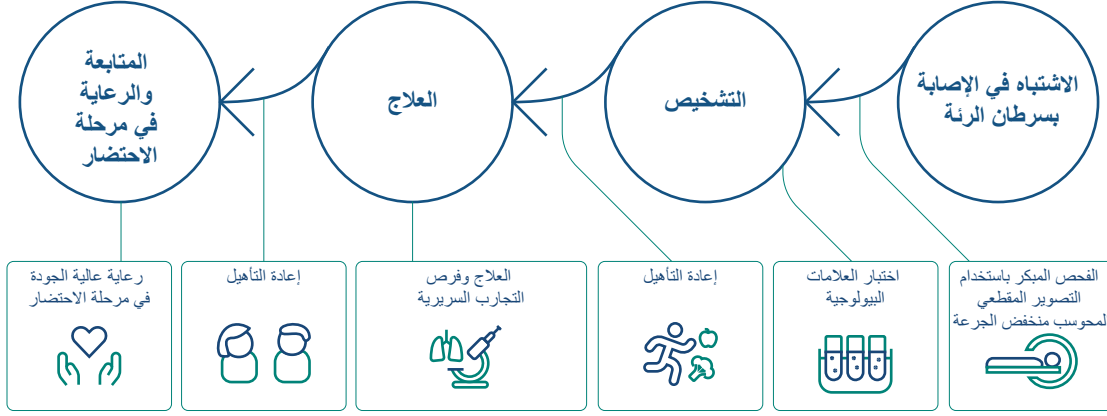 الاشتباه في الإصابة
بسرطان الرئة
التشخيص
العلاج
المتابعة
والرعاية
في مرحلة
الاحتضار
الفحص المبكر باستخدام
التصوير المقطعي
لمحوسب منخفض الجرعة
اختبار العلامات
البيولوجية
إعادة التأهيل
العلاج وفرص
التجارب السريرية
إعادة التأهيل
رعاية عالية الجودة
في مرحلة الاحتضار